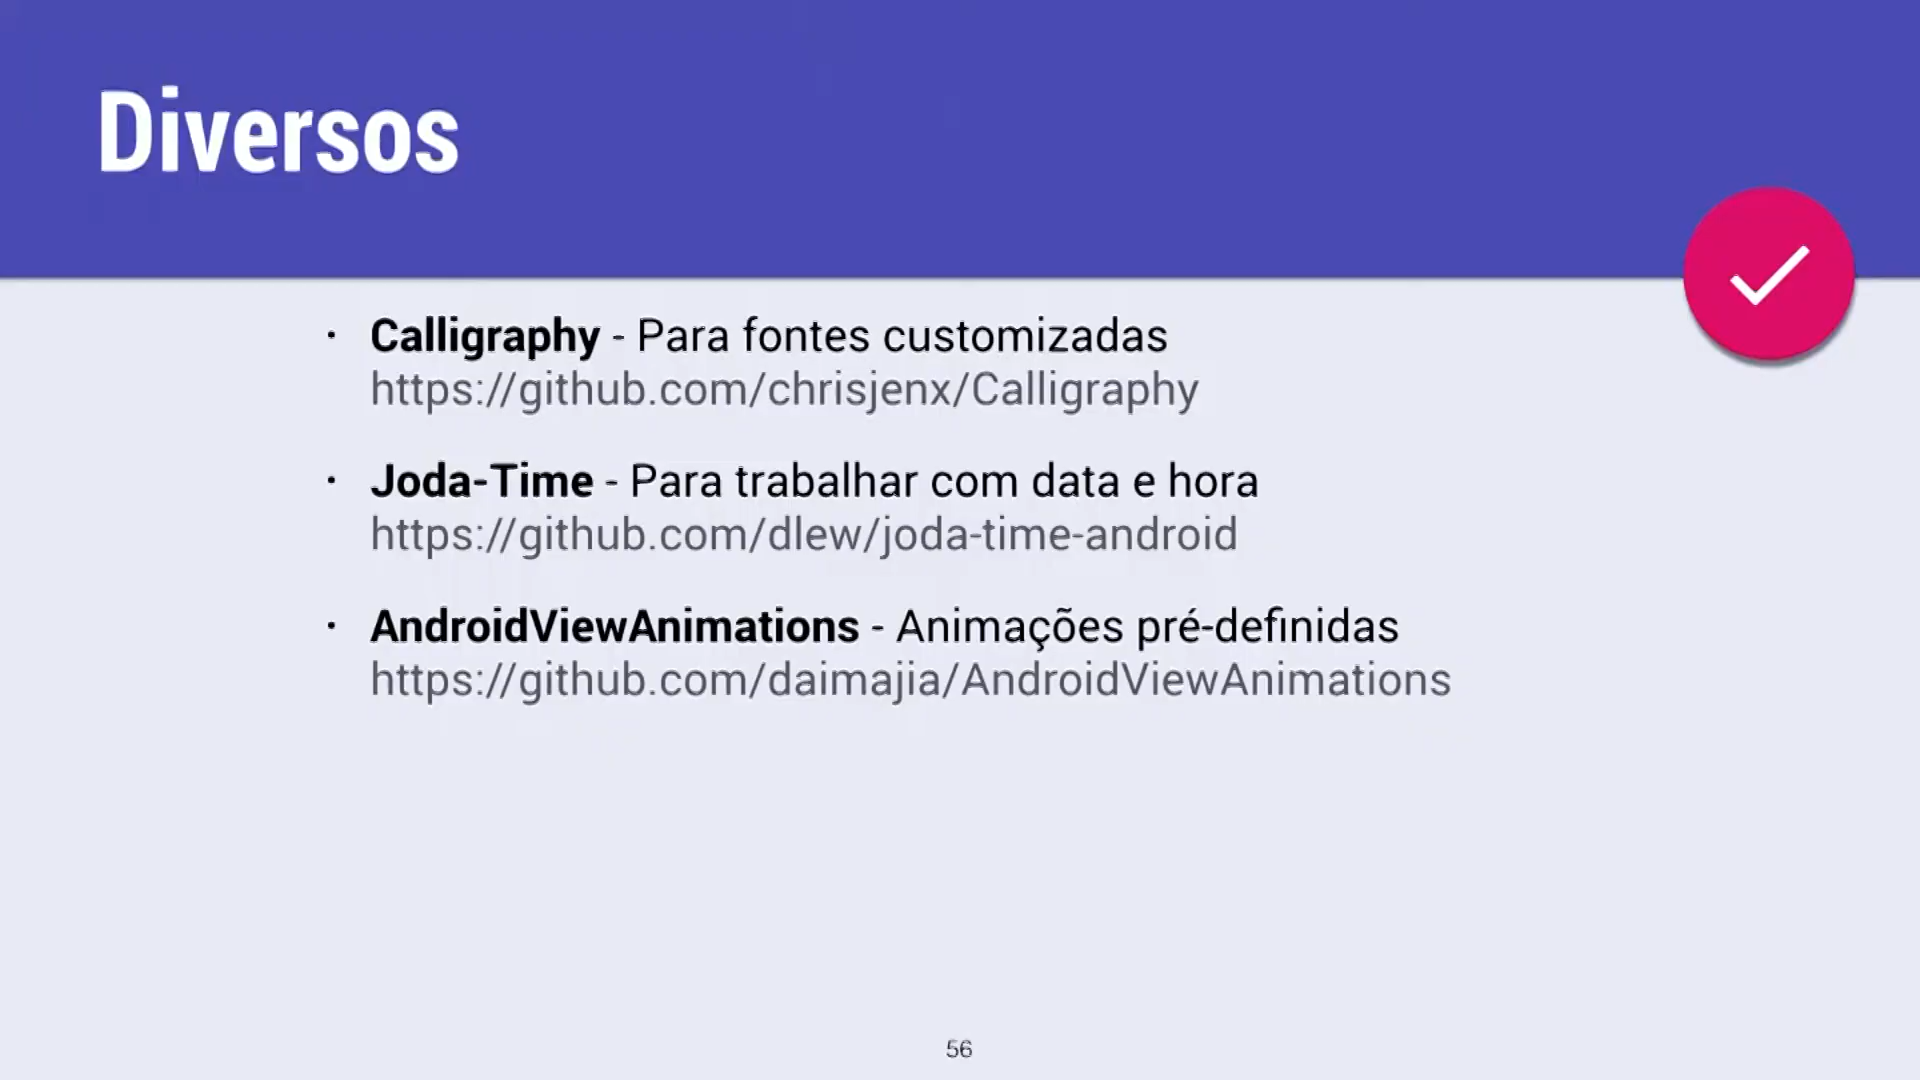 Diversos
· Calligraphy - Para fontes customizadas
https://github.com/chrisjenx/Calligraphy
· Joda-Time - Para trabalhar com data e hora
https://github.com/dlew/joda-time-android
· AndroidViewAnimations - Animações pré-definidas
https://github.com/daimajia/AndroidViewAnimations
56